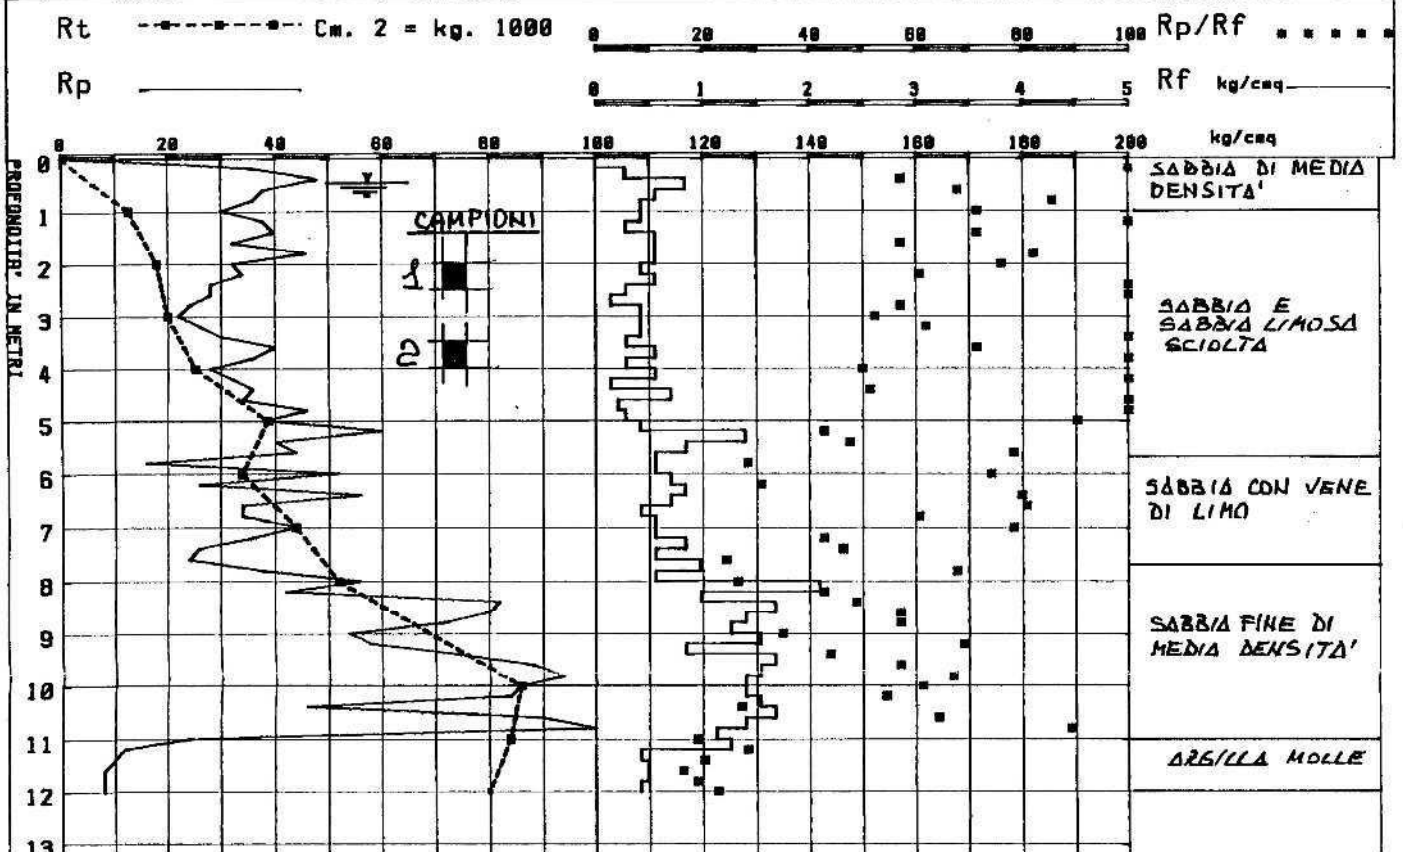 Rt Cm. 2 = kg. 1000
0 20 40 60 80 100 Rp/Rf
Rp
0 1 2 3 4 5 Rf kg/cmq
kg/cmq
0 20 40 60 80 100 120 140 160 180 200
PROFONDITA' IN METRI
0
1
2
3
4
5
6
7
8
9
10
11
12
13
CAMPIONI
1
2
SABBIA DI MEDIA
DENSITA'
SABBIA E
SABBIA LIMOSA
SCIOLTA
SABBIA CON VENE
DI LIMO
SABBIA FINE DI
MEDIA DENSITA'
ARGILLA MOLLE